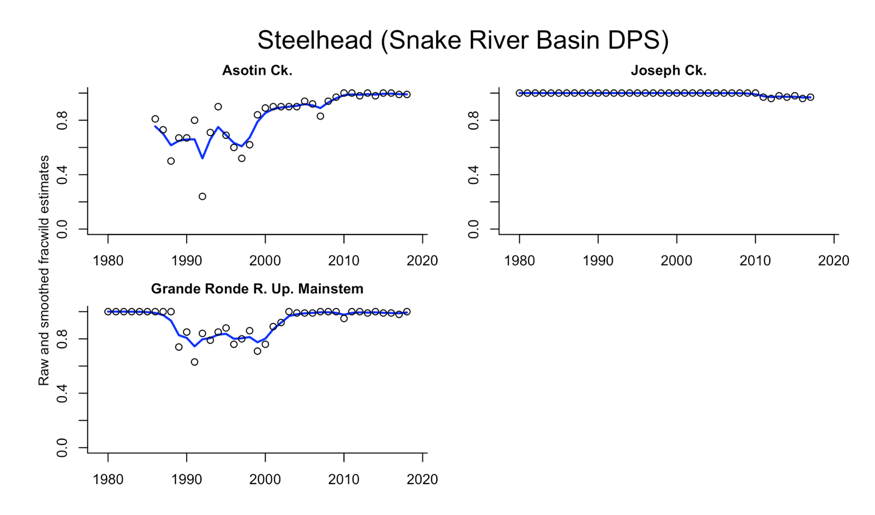 Steelhead (Snake River Basin DPS)
Asotin Ck.
Joseph Ck.
Raw and smoothed fracwild estimates
0.8
0.4
0.0
1980 1990 2000 2010 2020
0.8
0.4
0.0
1980 1990 2000 2010 2020
Grande Ronde R. Up. Mainstem
0.8
0.4
0.0
1980 1990 2000 2010 2020